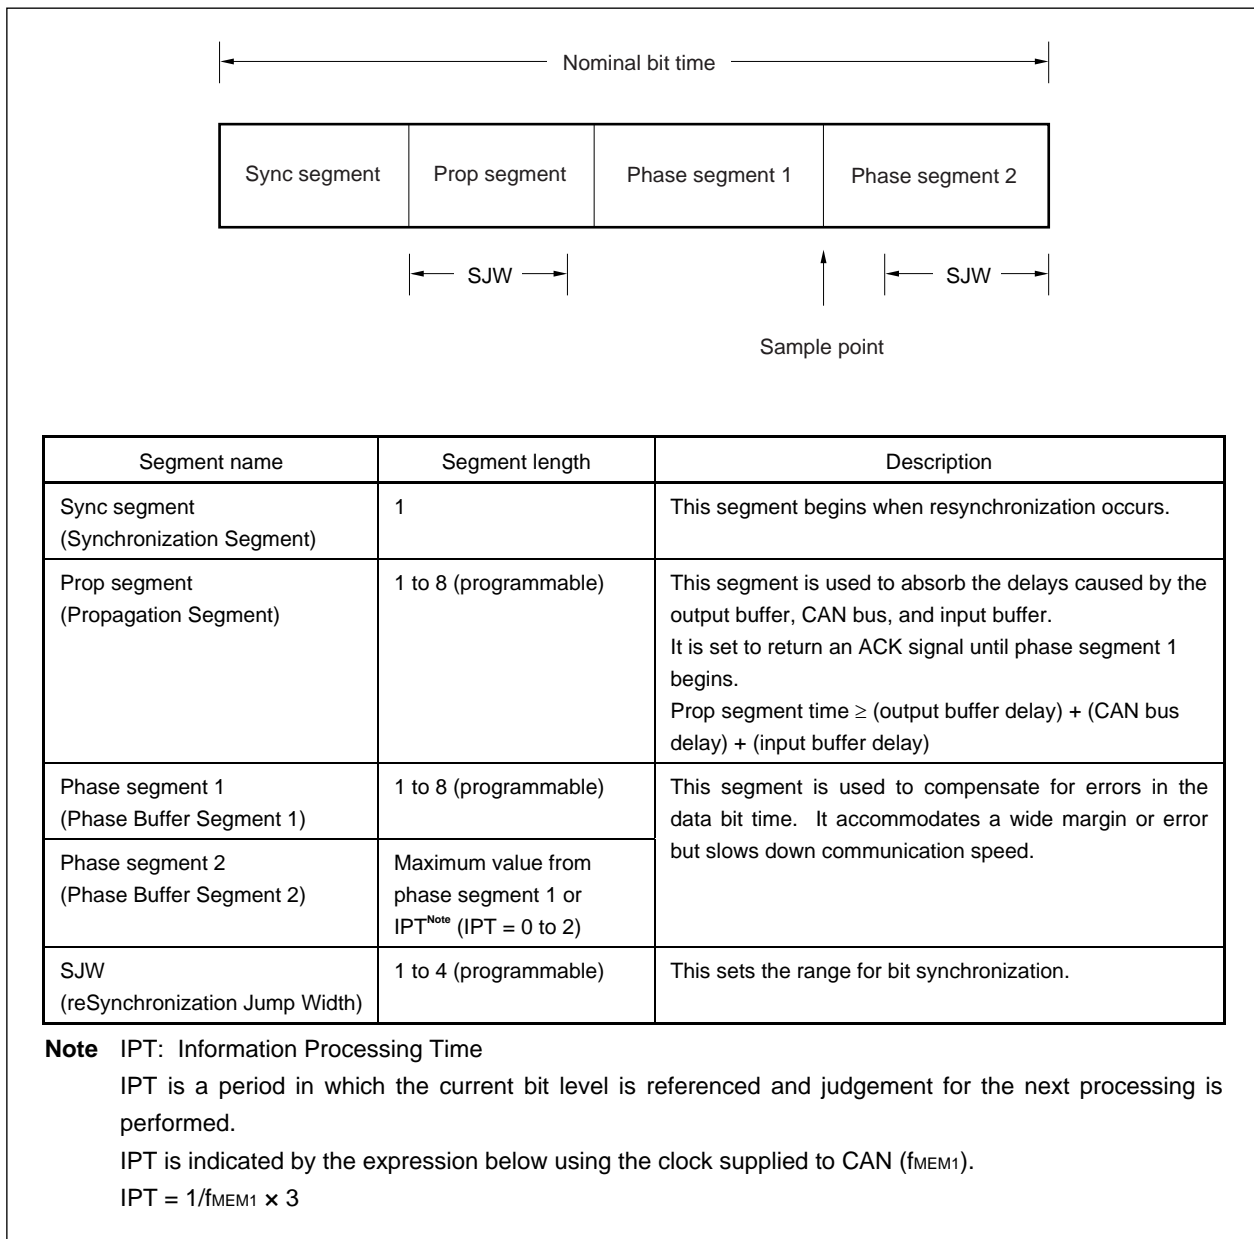 Nominal bit time
Sync segment
Prop segment
Phase segment 1
Phase segment 2
SJW
SJW
Sample point
Segment name
Segment length
Description
Sync segment
(Synchronization Segment)
1
This segment begins when resynchronization occurs.
Prop segment
(Propagation Segment)
1 to 8 (programmable)
This segment is used to absorb the delays caused by the
output buffer, CAN bus, and input buffer.
It is set to return an ACK signal until phase segment 1
begins.
Prop segment time ≥ (output buffer delay) + (CAN bus
delay) + (input buffer delay)
Phase segment 1
(Phase Buffer Segment 1)
1 to 8 (programmable)
This segment is used to compensate for errors in the
data bit time. It accommodates a wide margin or error
but slows down communication speed.
Phase segment 2
(Phase Buffer Segment 2)
Maximum value from
phase segment 1 or
IPTNote (IPT = 0 to 2)
SJW
(reSynchronization Jump Width)
1 to 4 (programmable)
This sets the range for bit synchronization.
Note IPT: Information Processing Time
IPT is a period in which the current bit level is referenced and judgement for the next processing is
performed.
IPT is indicated by the expression below using the clock supplied to CAN (fMEM1).
IPT = 1/fMEM1 × 3